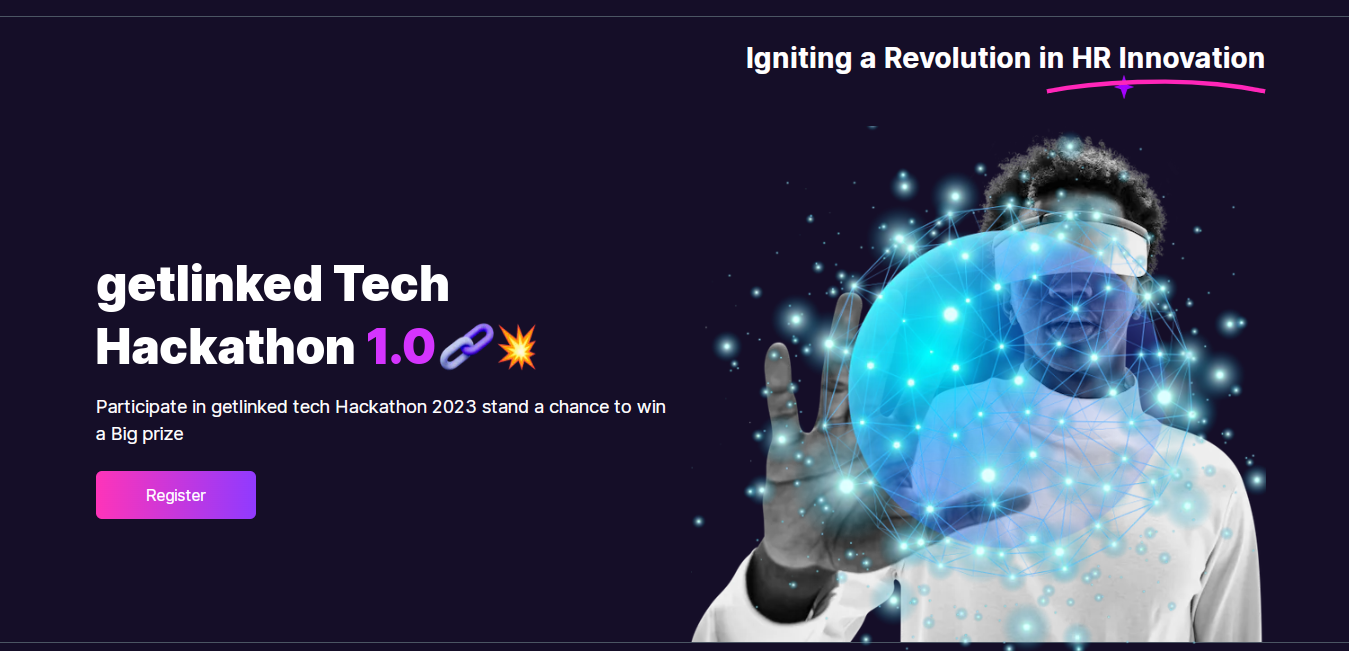 Igniting a Revolution in HR Innovation
getlinked Tech
Hackathon 1.0🔗💥
Participate in getlinked tech Hackathon 2023 stand a chance to win
a Big prize
Register